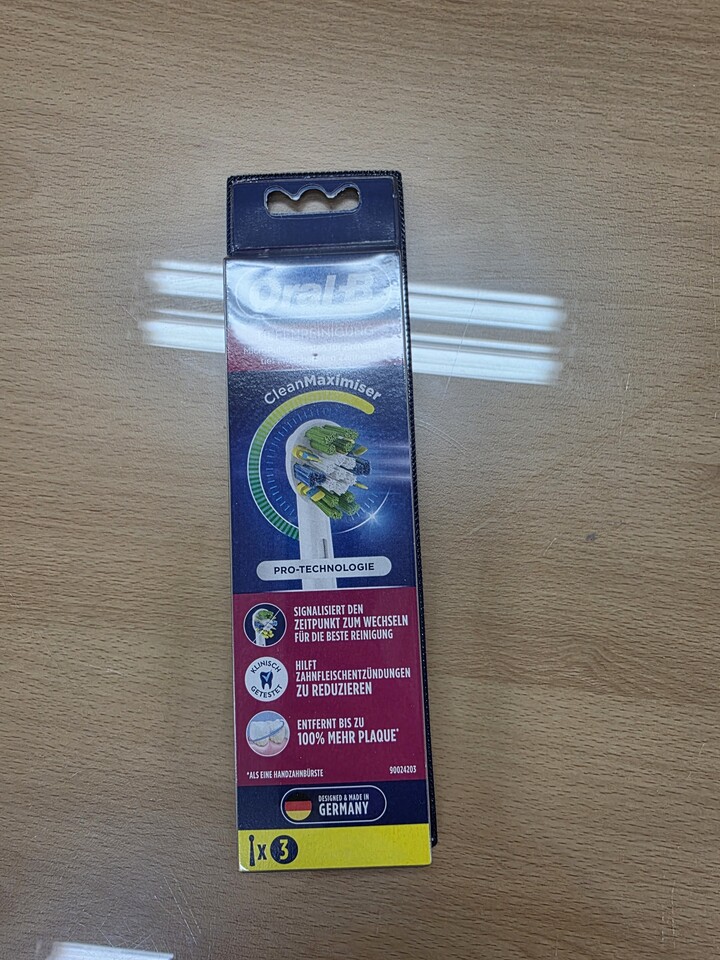 Oral-B
CleanMaximiser
PRO-TECHNOLOGIE
SIGNALISIERT DEN
ZEITPUNKT ZUM WECHSELN
FÜR DIE BESTE REINIGUNG
KLINISCH
GETESTET
HILFT
ZAHNFLEISCHENTZÜNDUNGEN
ZU REDUZIEREN
ENTFERNT BIS ZU
100% MEHR PLAQUE*
*ALS EINE HANDZAHNBÜRSTE
90024203
DESIGNED & MADE IN
GERMANY
x 3